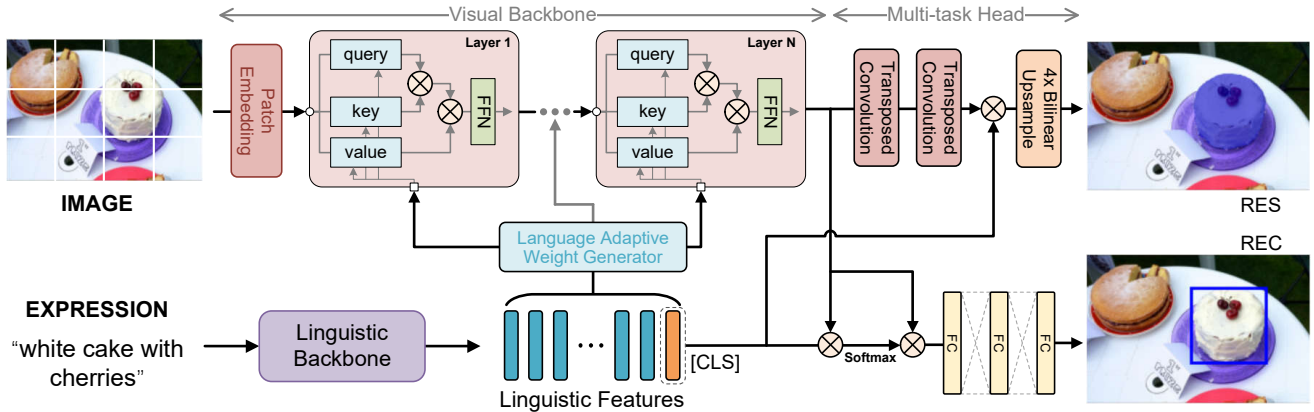 Visual Backbone
Multi-task Head
Patch
Embedding
Layer 1
query
key
value
FFN
Layer N
query
key
value
FFN
Transposed
Convolution
Transposed
Convolution
4x Bilinear
Upsample
IMAGE
RES
Language Adaptive
Weight Generator
REC
EXPRESSION
“white cake with
cherries”
Linguistic
Backbone
[CLS]
Linguistic Features
Softmax
FC
FC
FC